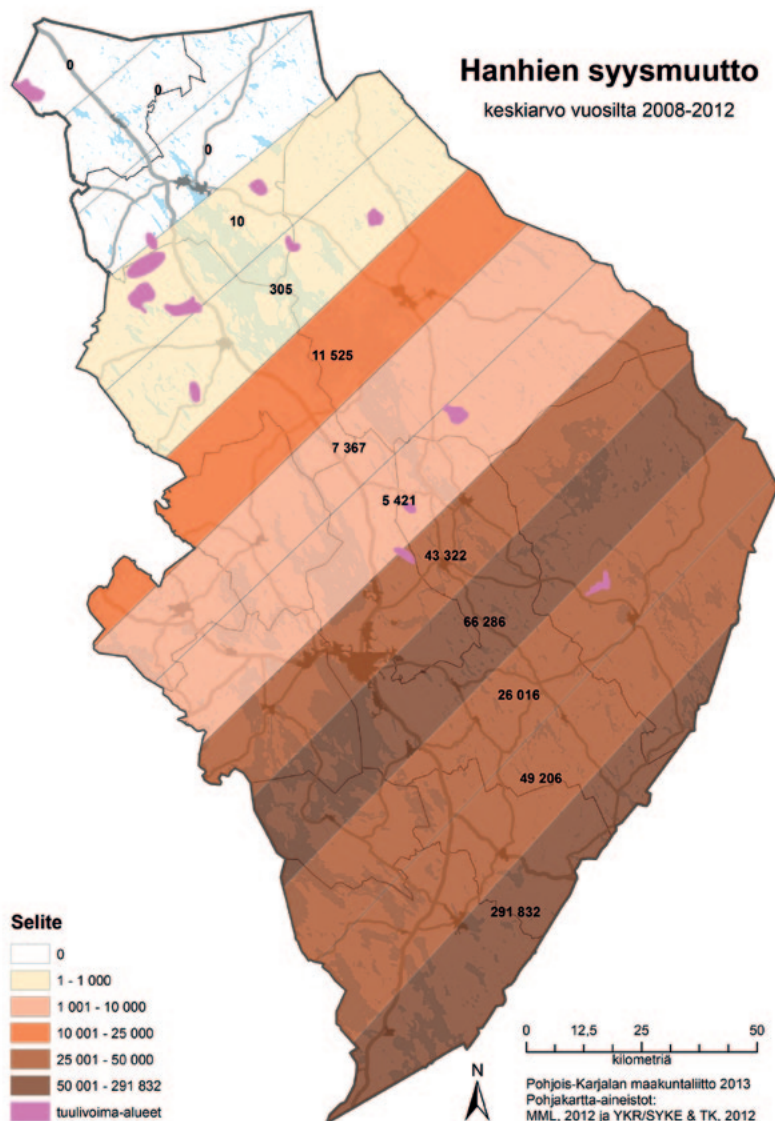 Hanhien syysmuutto
keskiarvo vuosilta 2008-2012
0
0
0
10
305
11 525
7 367
5 421
43 322
66 286
26 016
49 206
291 832
Selite
0
1 - 1 000
1 001 - 10 000
10 001 - 25 000
25 001 - 50 000
50 001 - 291 832
tuulivoima-alueet
N
0 12,5 25 50
kilometriä
Pohjois-Karjalan maakuntaliitto 2013
Pohjakartta-aineistot:
MML, 2012 ja YKR/SYKE & TK, 2012